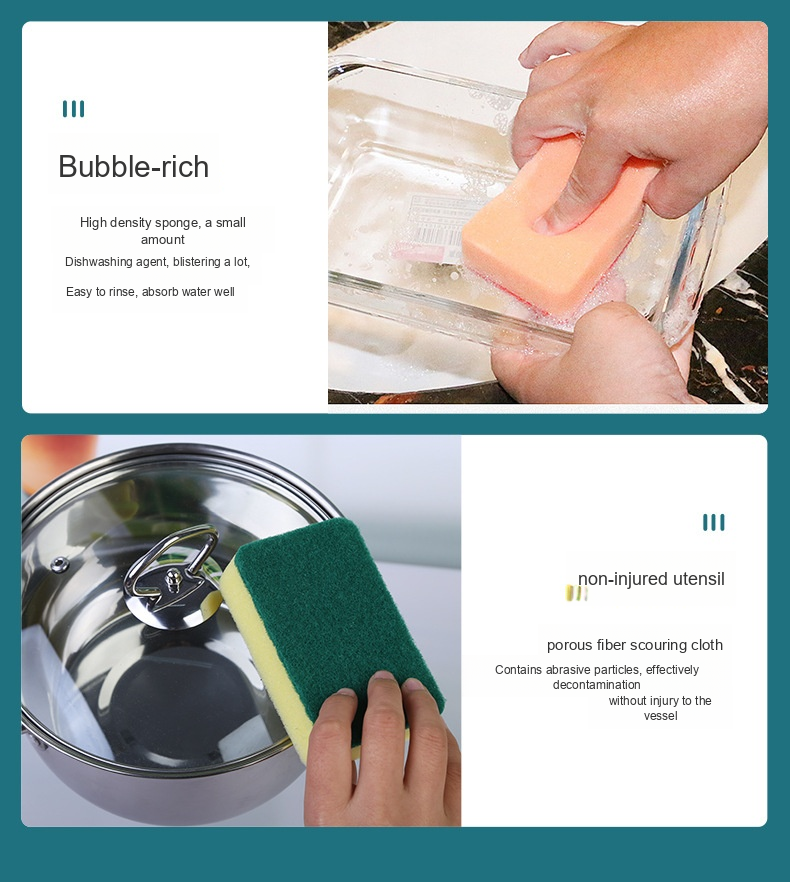 Bubble-rich
High density sponge, a small
amount
Dishwashing agent, blistering a lot,
Easy to rinse, absorb water well
non-injured utensil
porous fiber scouring cloth
Contains abrasive particles, effectively
decontamination
without injury to the
vessel